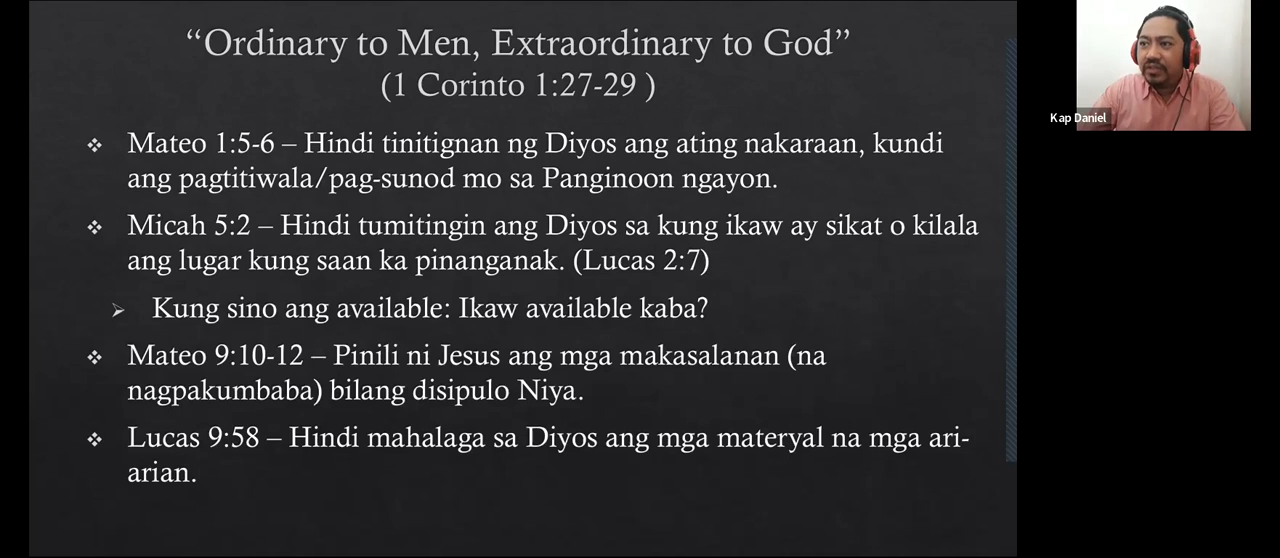 “Ordinary to Men, Extraordinary to God”
(1 Corinto 1:27-29 )
Mateo 1:5-6 – Hindi tinitignan ng Diyos ang ating nakaraan, kundi
ang pagtitiwala/pag-sunod mo sa Panginoon ngayon.
Micah 5:2 – Hindi tumitingin ang Diyos sa kung ikaw ay sikat o kilala
ang lugar kung saan ka pinanganak. (Lucas 2:7)
Kung sino ang available: Ikaw available kaba?
Mateo 9:10-12 – Pinili ni Jesus ang mga makasalanan (na
nagpakumbaba) bilang disipulo Niya.
Lucas 9:58 – Hindi mahalaga sa Diyos ang mga materyal na mga ari-
arian.
Kap Daniel